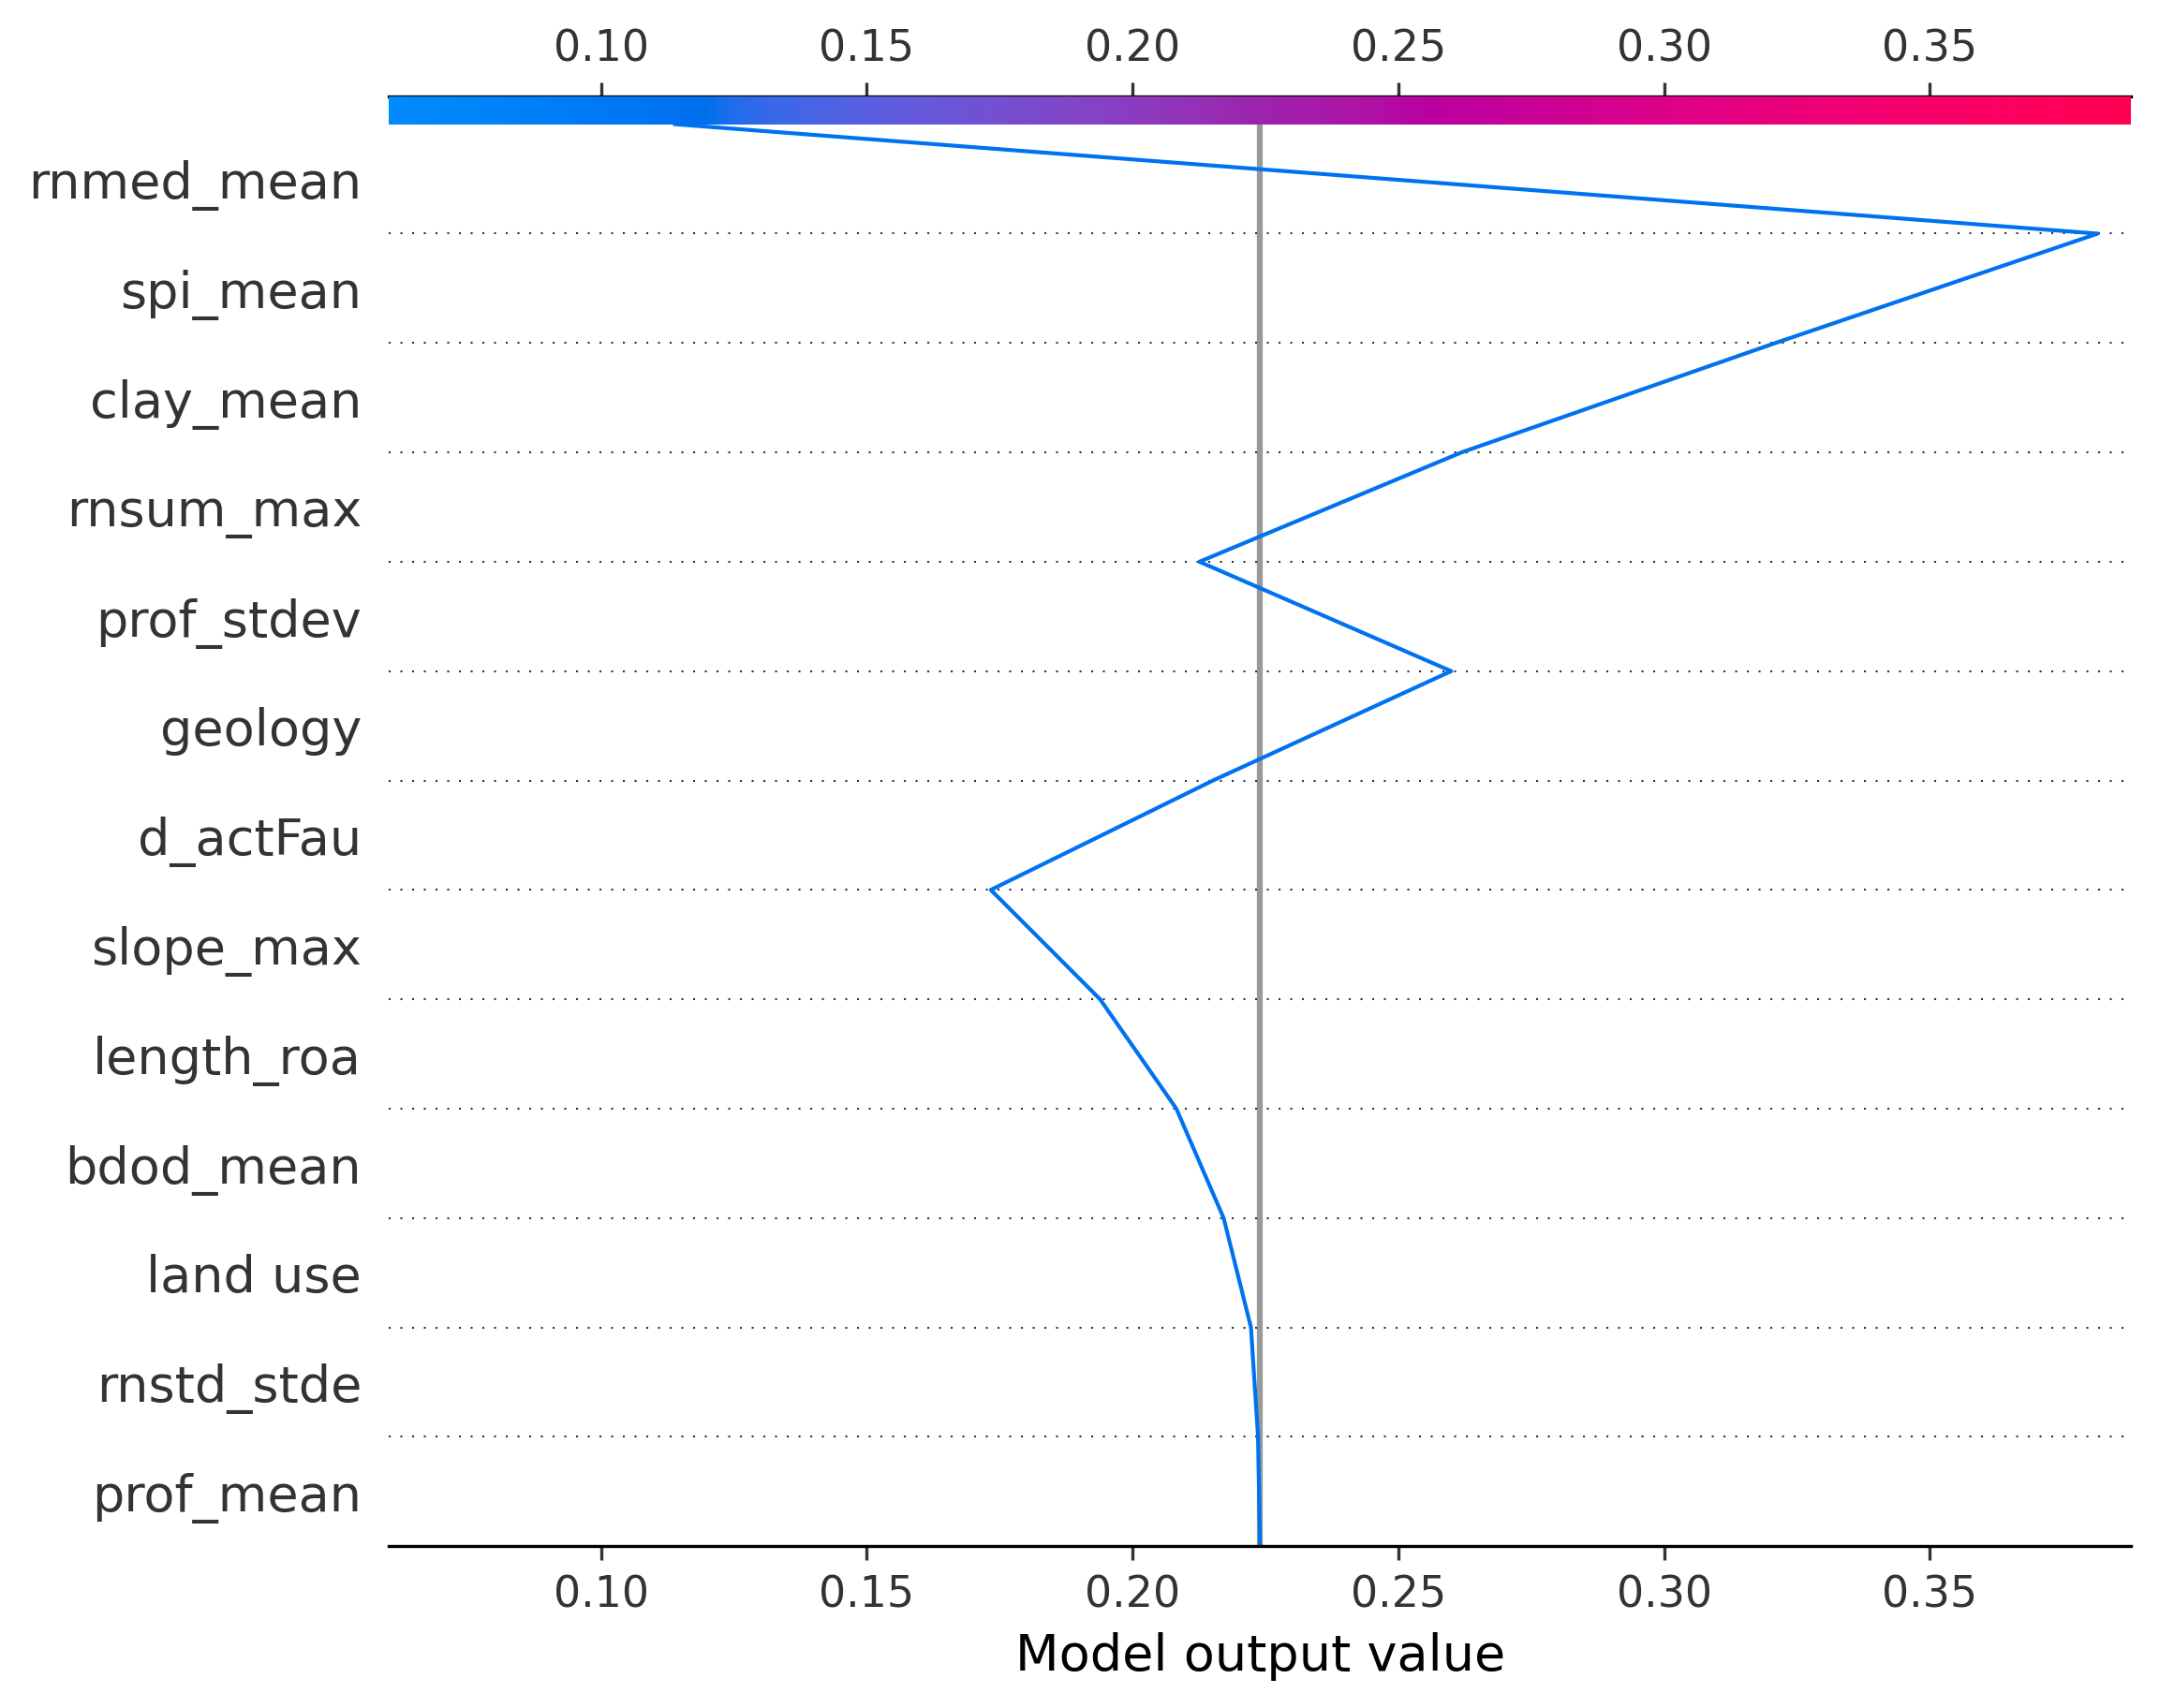 0.10 0.15 0.20 0.25 0.30 0.35
rnmed_mean
spi_mean
clay_mean
rnsum_max
prof_stdev
geology
d_actFau
slope_max
length_roa
bdod_mean
land use
rnstd_stde
prof_mean
0.10 0.15 0.20 0.25 0.30 0.35
Model output value